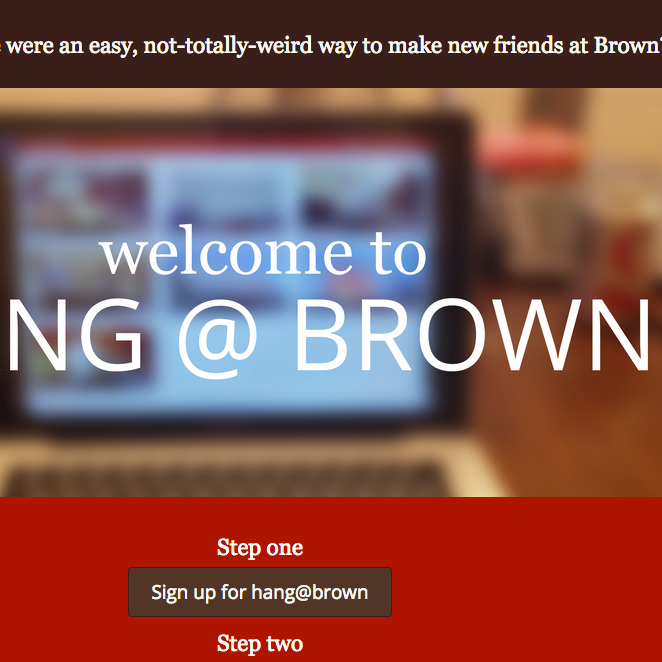 were an easy, not-totally-weird way to make new friends at Brown?
welcome to
NG @ BROWN
Step one
Sign up for hang@brown
Step two